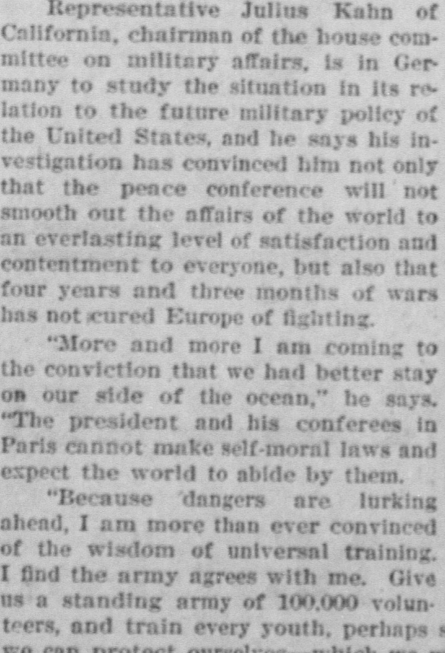 Representative Julius Kahn of
California, chairman of the house com-
mittee on military affairs, is in Ger-
many to study the situation in its re-
lation to the future military policy of
the United States, and he says his in-
vestigation has convinced him not only
that the peace conference will not
smooth out the affairs of the world to
an everlasting level of satisfaction and
contentment to everyone, but also that
four years and three months of wars
has not cured Europe of fighting.
"More and more I am coming to
the conviction that we had better stay
on our side of the ocean," he says.
"The president and his conferees in
Paris cannot make self-moral laws and
expect the world to abide by them.
"Because dangers are lurking
ahead, I am more than ever convinced
of the wisdom of universal training.
I find the army agrees with me. Give
us a standing army of 100,000 volun-
teers, and train every youth, perhaps
we can protect ourselves—which we